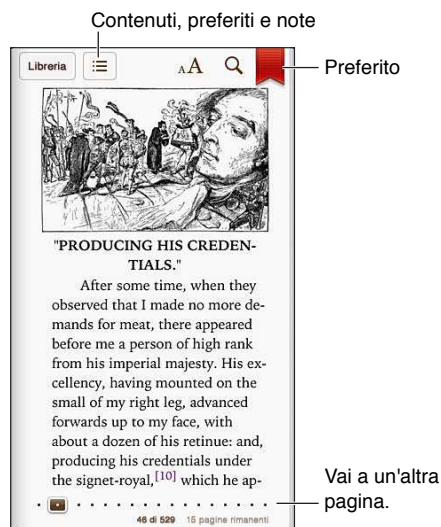 Contenuti, preferiti e note
Libreria
AA
Preferito
"PRODUCING HIS CREDEN-
TIALS."
After some time, when they
observed that I made no more de-
mands for meat, there appeared
before me a person of high rank
from his imperial majesty. His ex-
cellency, having mounted on the
small of my right leg, advanced
forwards up to my face, with
about a dozen of his retinue: and,
producing his credentials under
the signet-royal,[10] which he ap-
Vai a un'altra
pagina.
46 di 529 15 pagine rimanenti